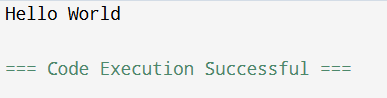 Hello World
=== Code Execution Successful ===